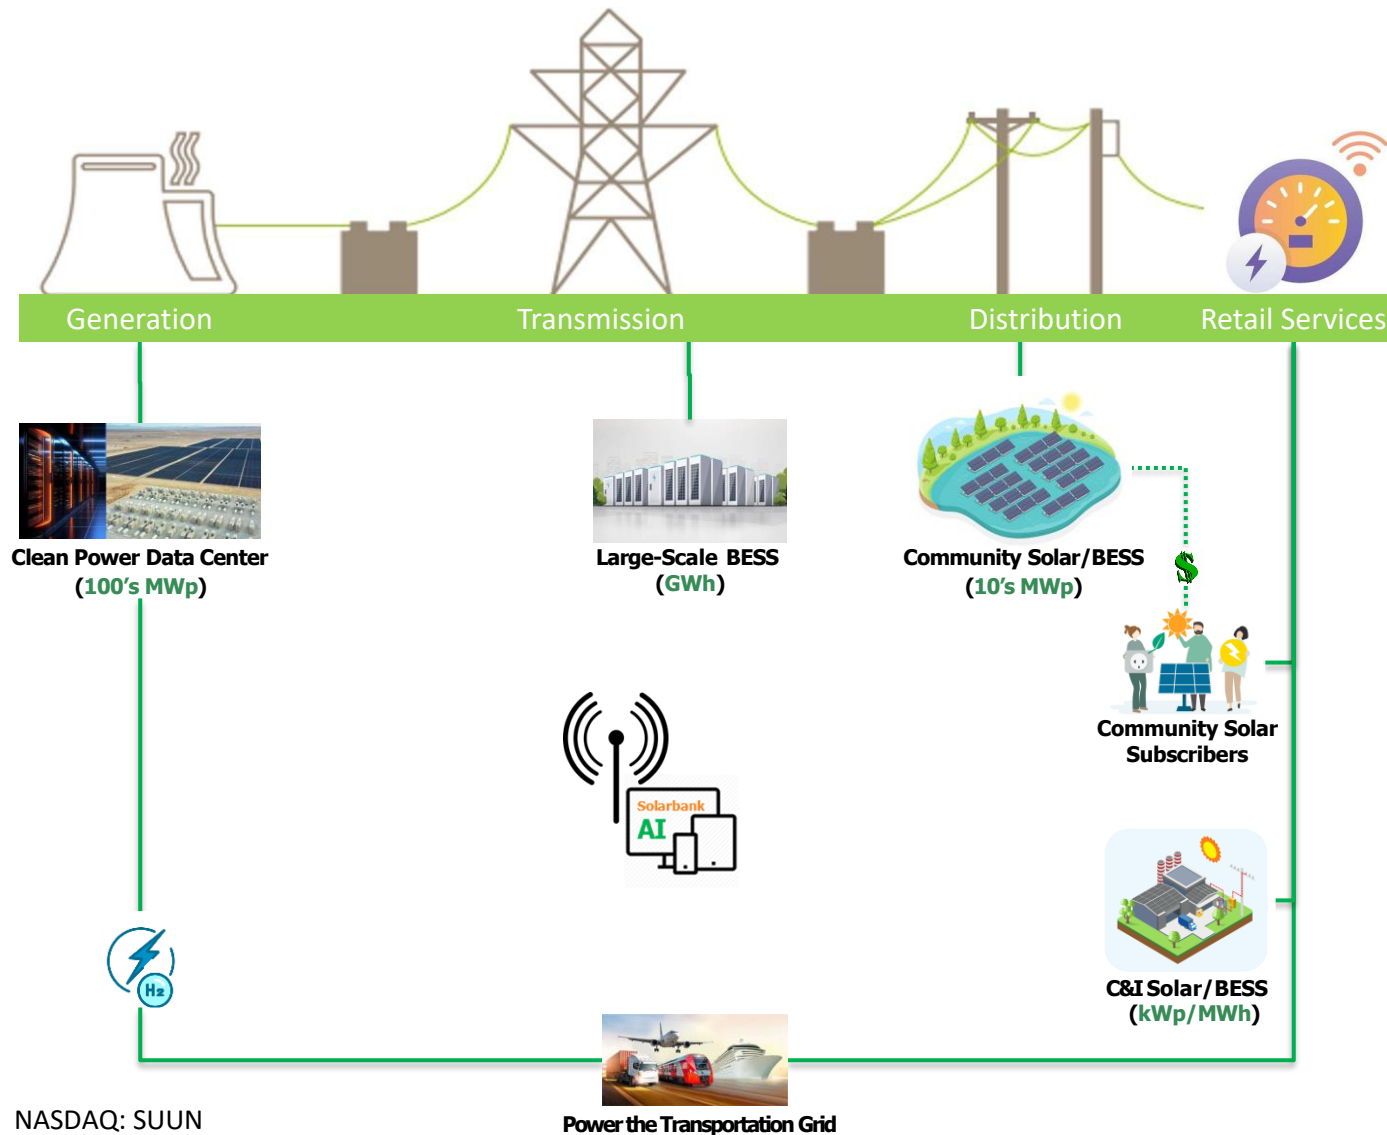 Generation
Transmission
Distribution
Retail Services
Clean Power Data Center
(100's MWp)
Large-Scale BESS
(GWh)
Community Solar/BESS
(10's MWp)
$
Community Solar
Subscribers
Solarbank
AI
H2
C&I Solar/BESS
(kWp/MWh)
Power the Transportation Grid
NASDAQ: SUUN